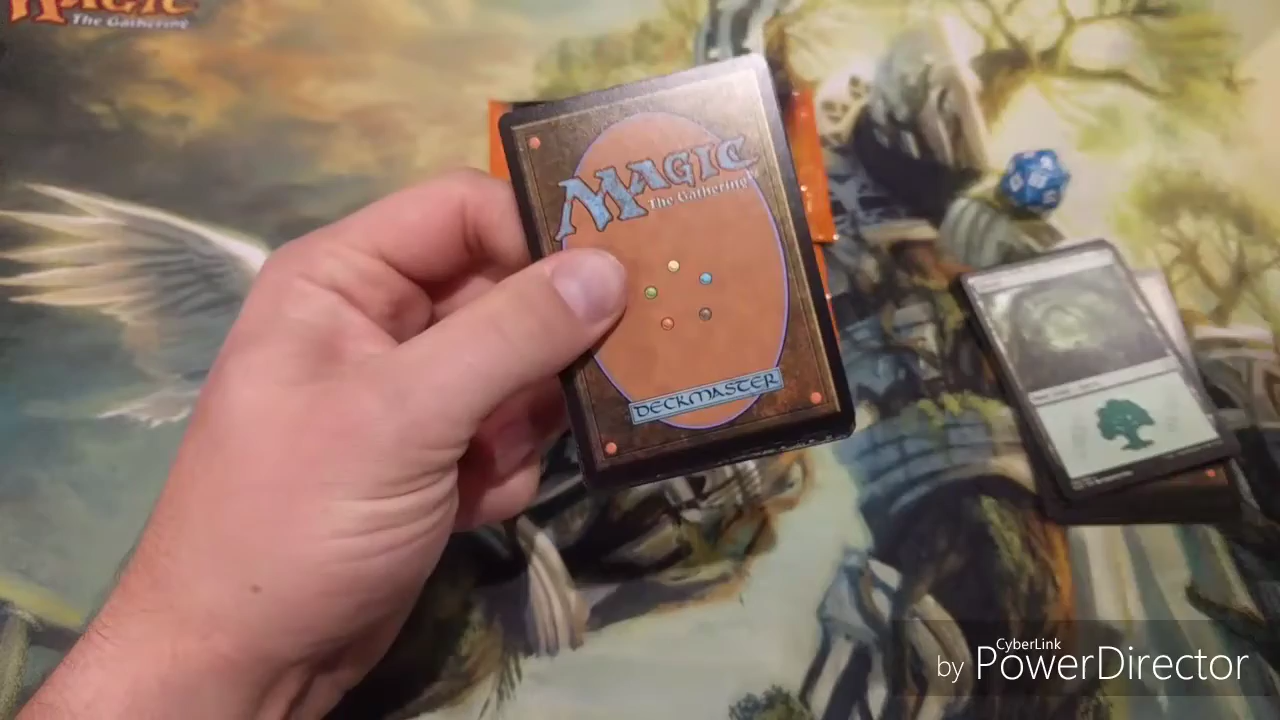 MAGIC
The Gathering
MAGIC
The Gathering
DECKMASTER
CyberLink
by PowerDirector